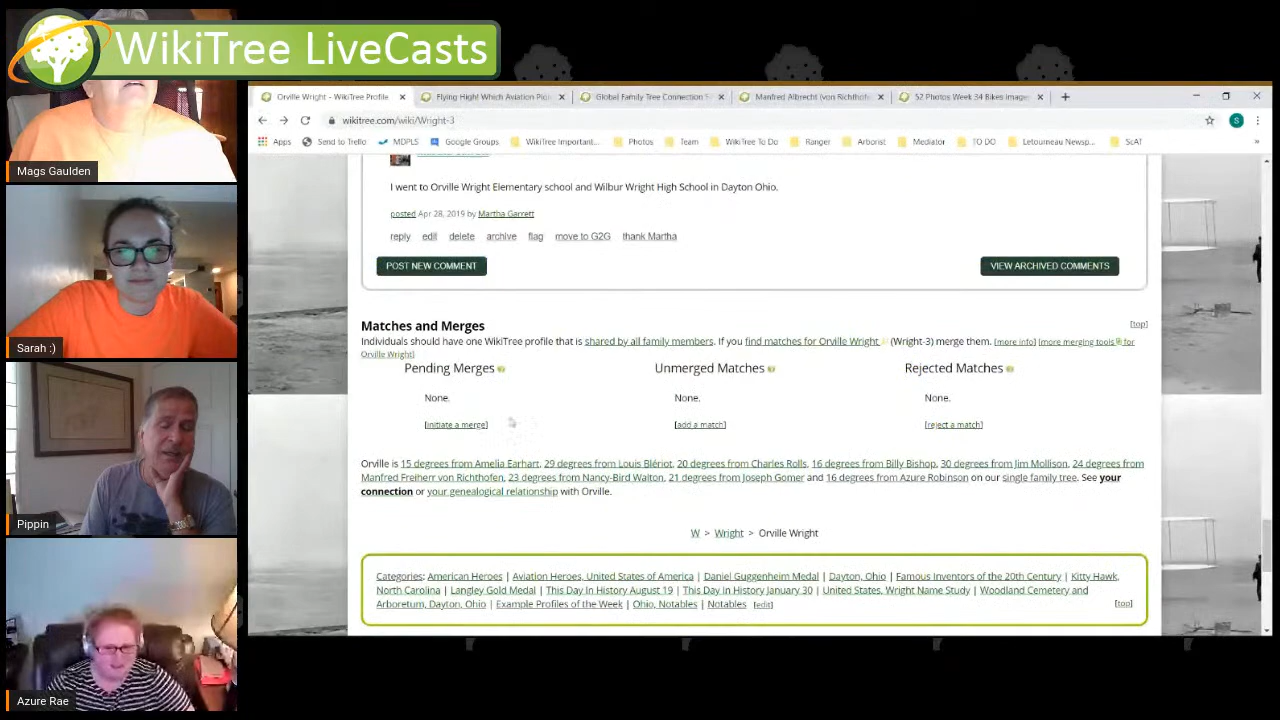 WikiTree LiveCasts
Mags Gaulden
Sarah :)
Pippin
Azure Rae
Orville Wright - WikiTree Profile
Flying High! Which Aviation Pio
Global Family Tree Connection S
Manfred Albrecht (von Richthofe
52 Photos Week 34 Bikes image
wikitree.com/wiki/Wright-3
S
Apps Send to Trello MDPLS Google Groups WikiTree Important... Photos Team WikiTree To Do Ranger Arborist Mediator TO DO Letourneau Newsp... ScAT »
I went to Orville Wright Elementary school and Wilbur Wright High School in Dayton Ohio.
posted Apr 28, 2019 by Martha Garrett
reply edit delete archive flag move to G2G thank Martha
POST NEW COMMENT VIEW ARCHIVED COMMENTS
Matches and Merges [top]
Individuals should have one WikiTree profile that is shared by all family members. If you find matches for Orville Wright (Wright-3) merge them. [more info] [more merging tools for
Orville Wright]
Pending Merges Unmerged Matches Rejected Matches
None. None. None.
[initiate a merge] [add a match] [reject a match]
Orville is 15 degrees from Amelia Earhart, 29 degrees from Louis Blériot, 20 degrees from Charles Rolls, 16 degrees from Billy Bishop, 30 degrees from Jim Mollison, 24 degrees from
Manfred Freiherr von Richthofen, 23 degrees from Nancy-Bird Walton, 21 degrees from Joseph Gomer and 16 degrees from Azure Robinson on our single family tree. See your
connection or your genealogical relationship with Orville.
W > Wright > Orville Wright
Categories: American Heroes | Aviation Heroes, United States of America | Daniel Guggenheim Medal | Dayton, Ohio | Famous Inventors of the 20th Century | Kitty Hawk,
North Carolina | Langley Gold Medal | This Day In History August 19 | This Day In History January 30 | United States, Wright Name Study | Woodland Cemetery and
Arboretum, Dayton, Ohio | Example Profiles of the Week | Ohio, Notables | Notables [edit] [top]